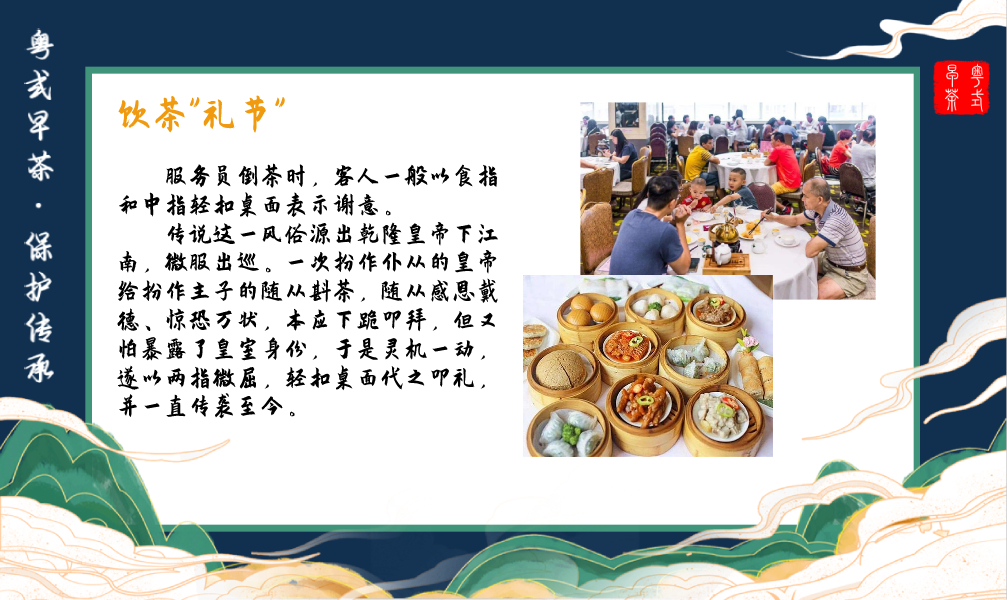 粤式早茶·保护传承
粤式
早茶
饮茶"礼节"
服务员倒茶时，客人一般以食指
和中指轻扣桌面表示谢意。
传说这一风俗源出乾隆皇帝下江
南，微服出巡。一次扮作仆从的皇帝
给扮作主子的随从斟茶，随从感恩戴
德、惊恐万状，本应下跪叩拜，但又
怕暴露了皇室身份，于是灵机一动，
遂以两指微屈，轻扣桌面代之叩礼，
并一直传袭至今。